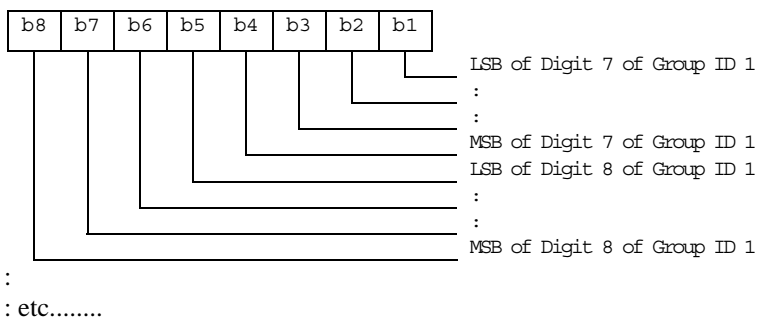 b8 b7 b6 b5 b4 b3 b2 b1
LSB of Digit 7 of Group ID 1
:
:
MSB of Digit 7 of Group ID 1
LSB of Digit 8 of Group ID 1
:
:
MSB of Digit 8 of Group ID 1
:
: etc........